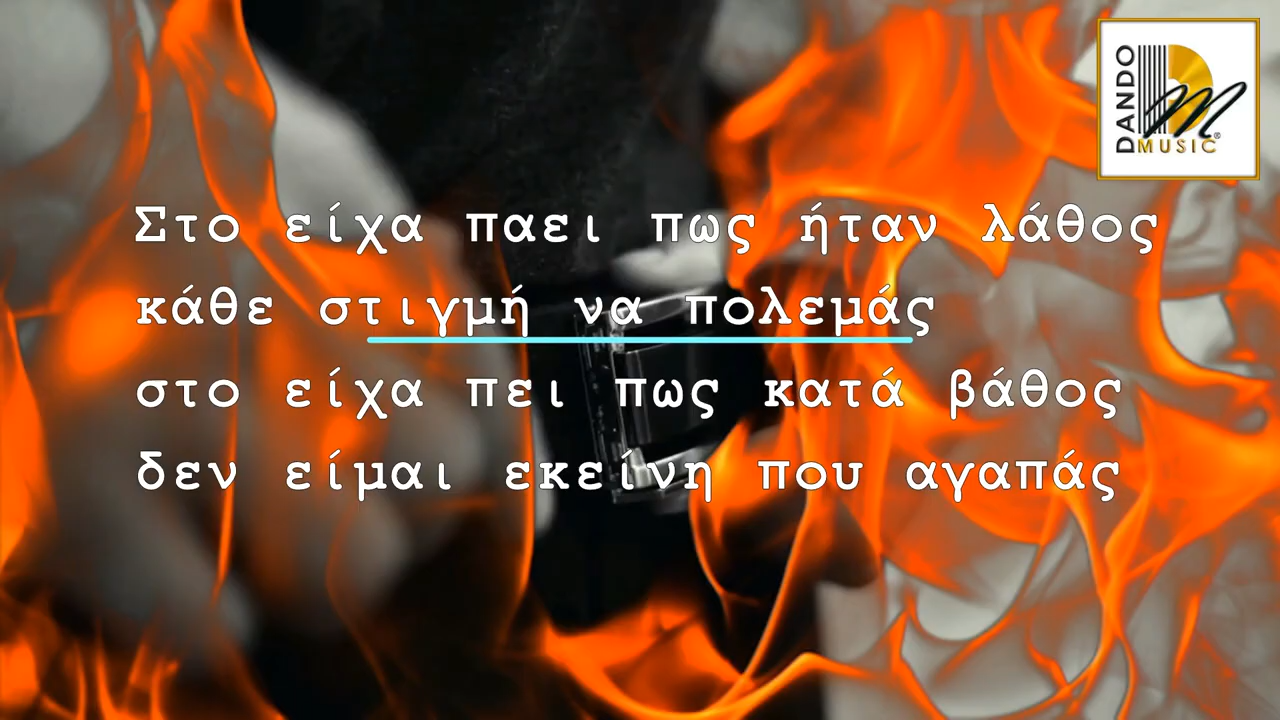 Στο είχα παει πως ήταν λάθος
κάθε στιγμή να πολεμάς
στο είχα πει πως κατά βάθος
δεν είμαι εκείνη που αγαπάς
DANDO
M
MUSIC